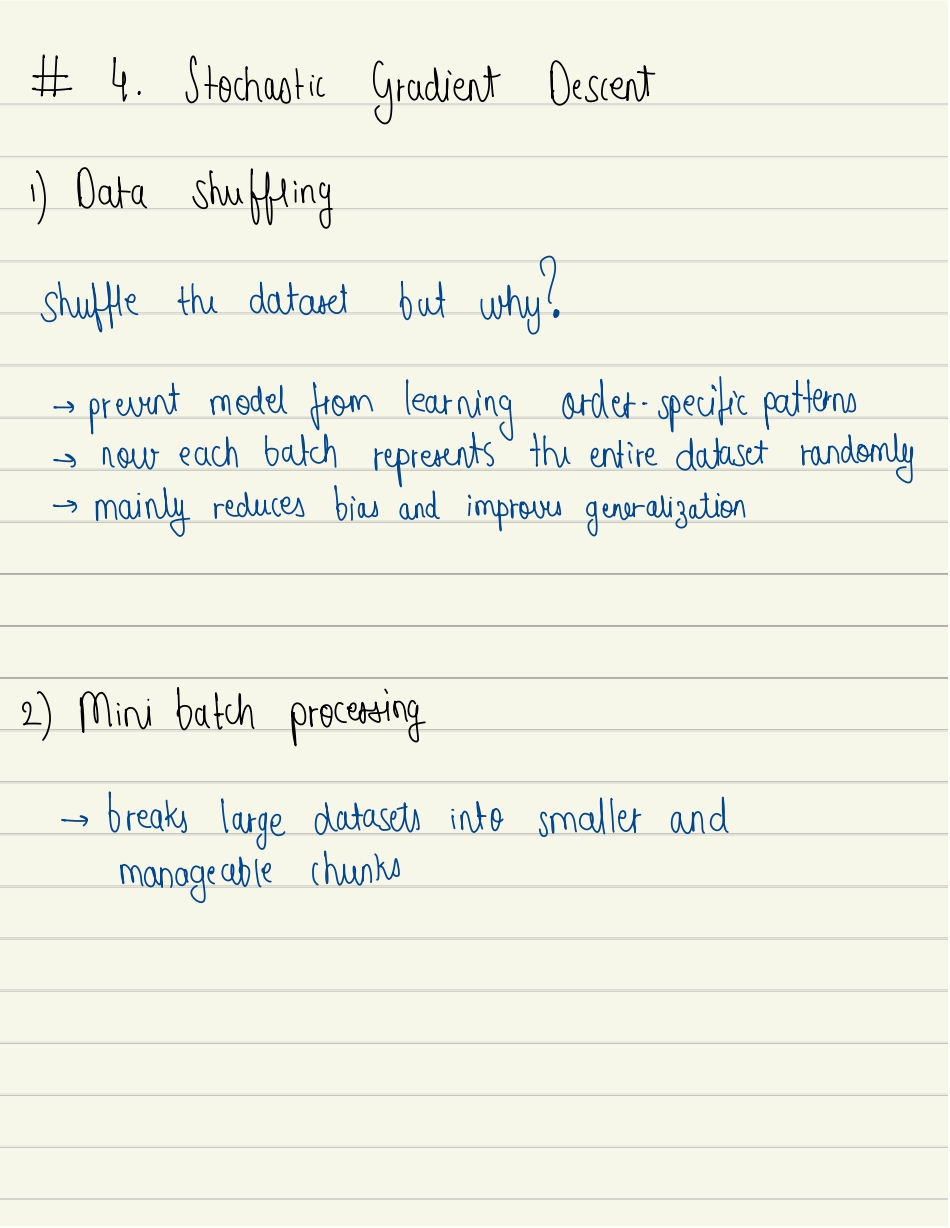 # 4. Stochastic Gradient Descent
1) Data shuffling
shuffle the dataset but why?
→ prevent model from learning order-specific patterns
→ now each batch represents the entire dataset randomly
→ mainly reduces bias and improves generalization
2) Mini batch processing
→ breaks large datasets into smaller and
manageable chunks